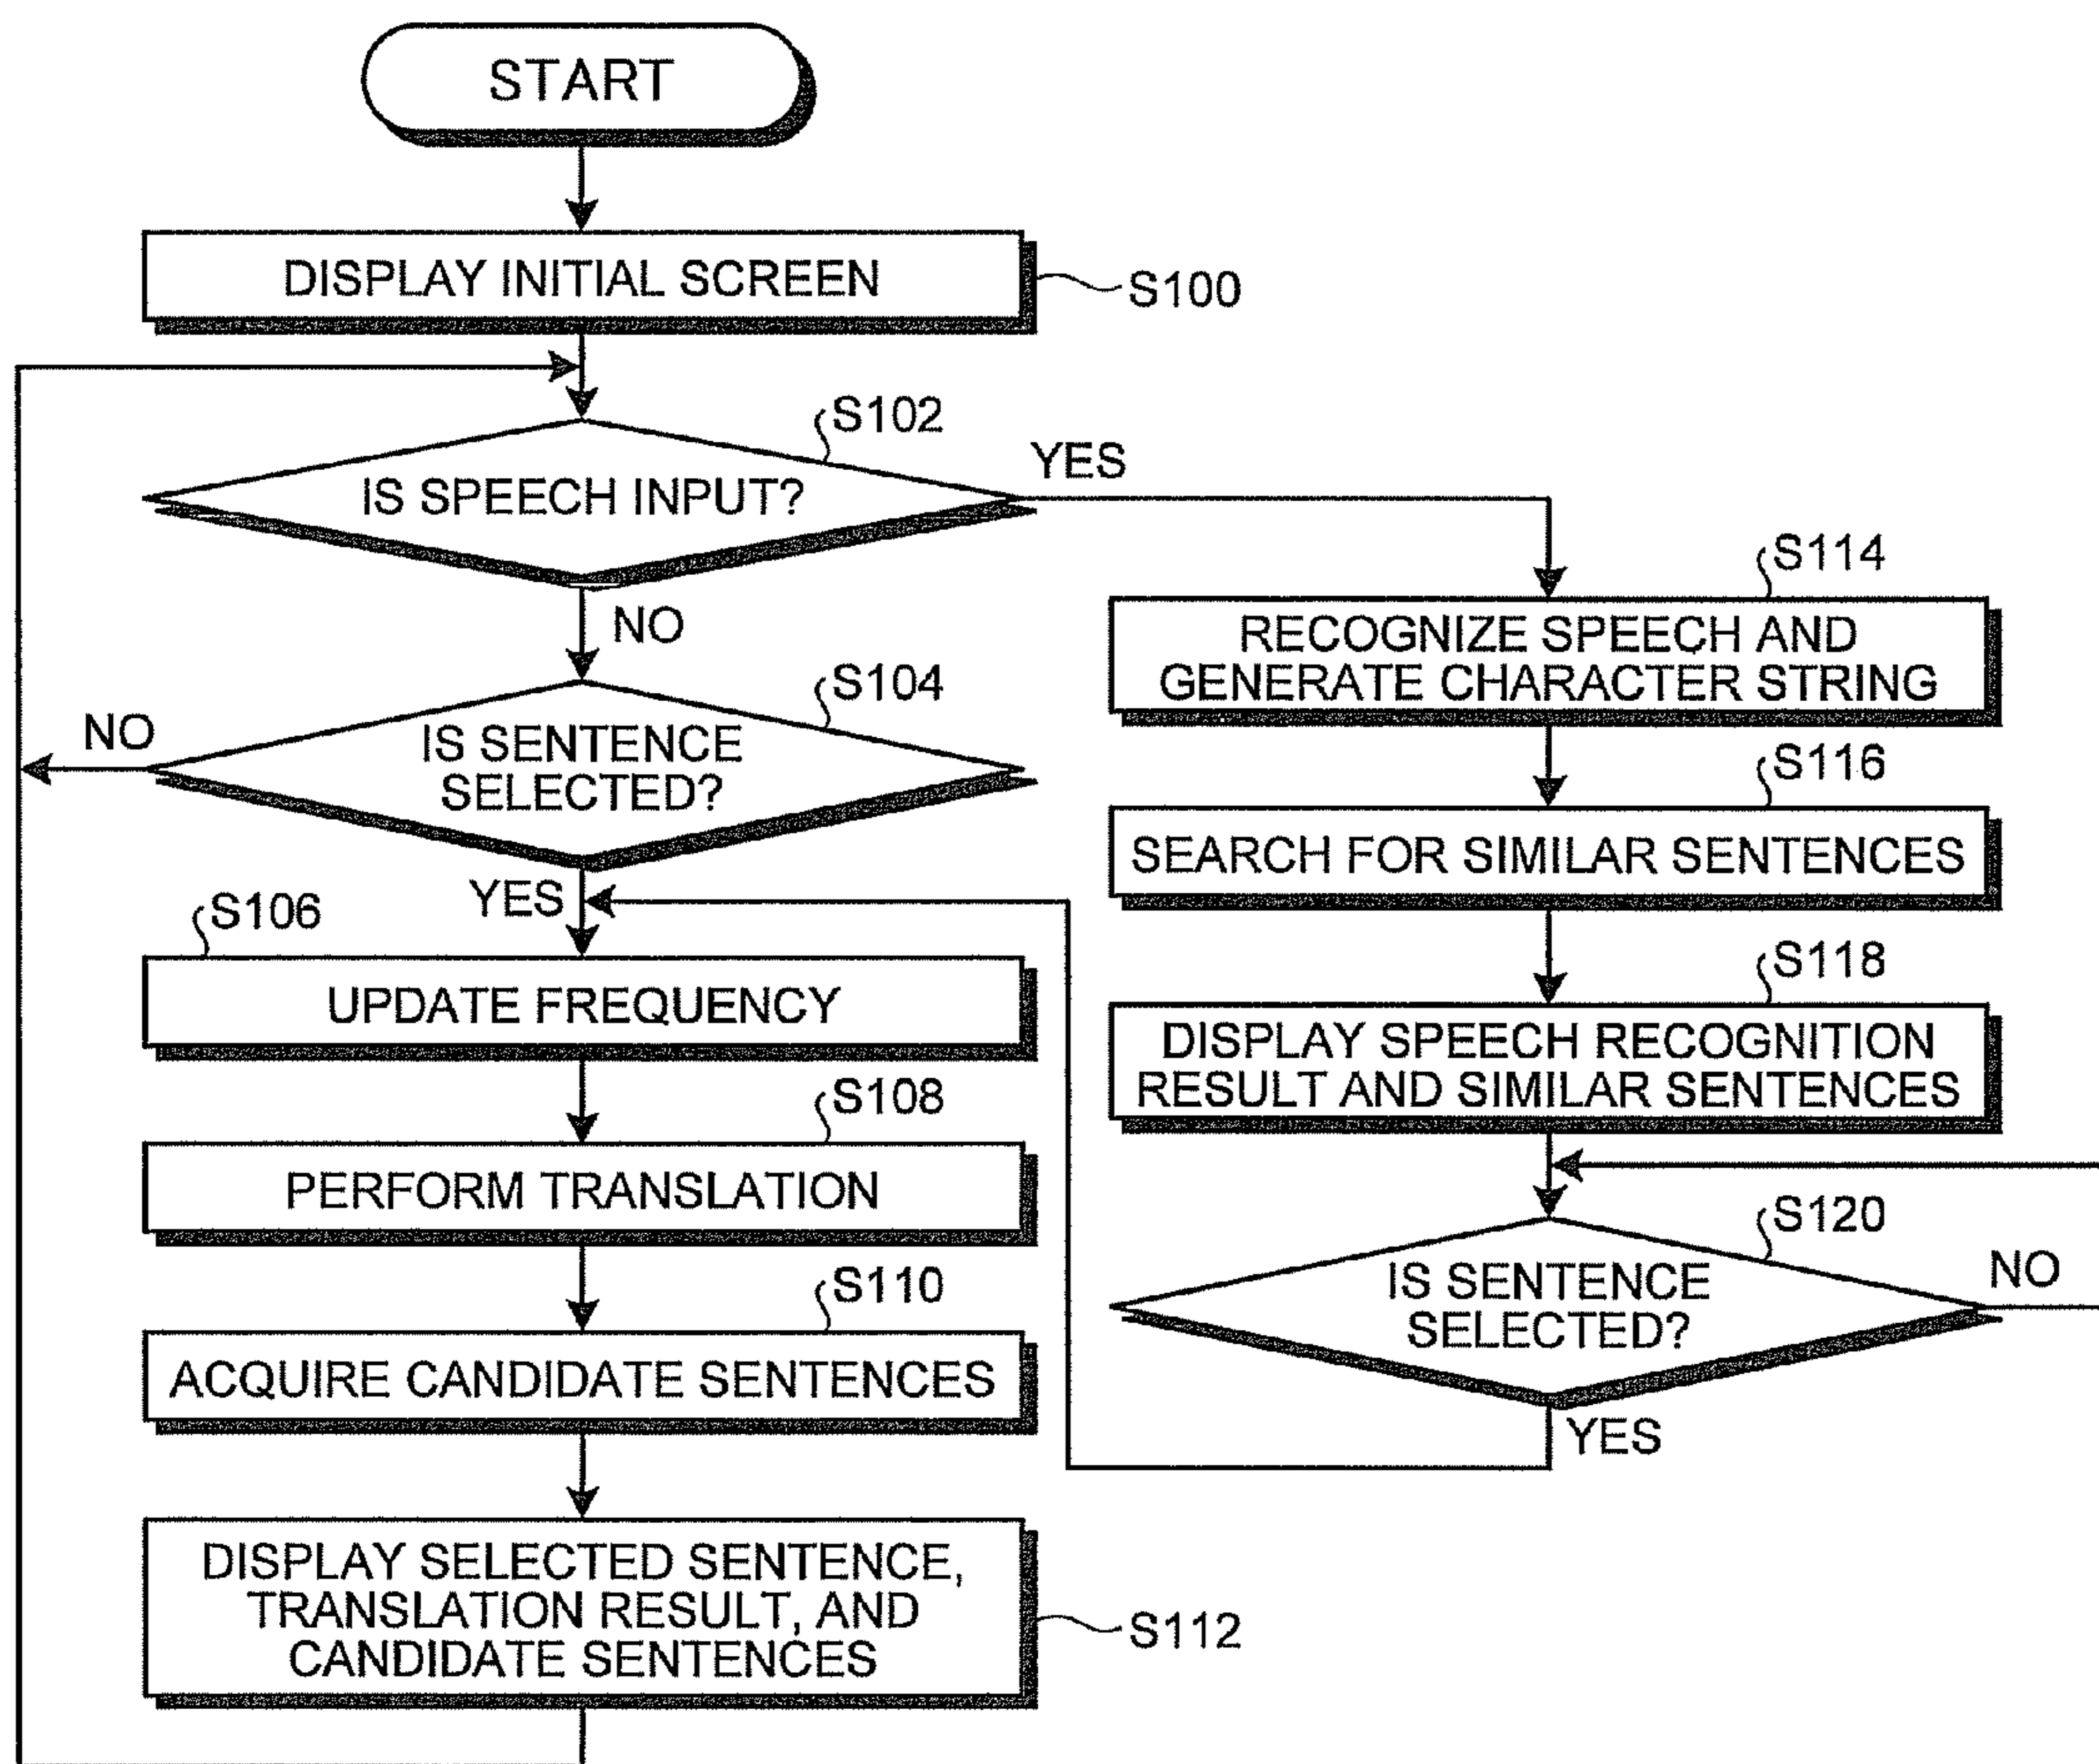 START
DISPLAY INITIAL SCREEN
S100
S102
IS SPEECH INPUT?
YES
NO
S104
IS SENTENCE
SELECTED?
NO
YES
S106
UPDATE FREQUENCY
S108
PERFORM TRANSLATION
S110
ACQUIRE CANDIDATE SENTENCES
DISPLAY SELECTED SENTENCE,
TRANSLATION RESULT, AND
CANDIDATE SENTENCES
S112
S114
RECOGNIZE SPEECH AND
GENERATE CHARACTER STRING
S116
SEARCH FOR SIMILAR SENTENCES
S118
DISPLAY SPEECH RECOGNITION
RESULT AND SIMILAR SENTENCES
S120
IS SENTENCE
SELECTED?
NO
YES